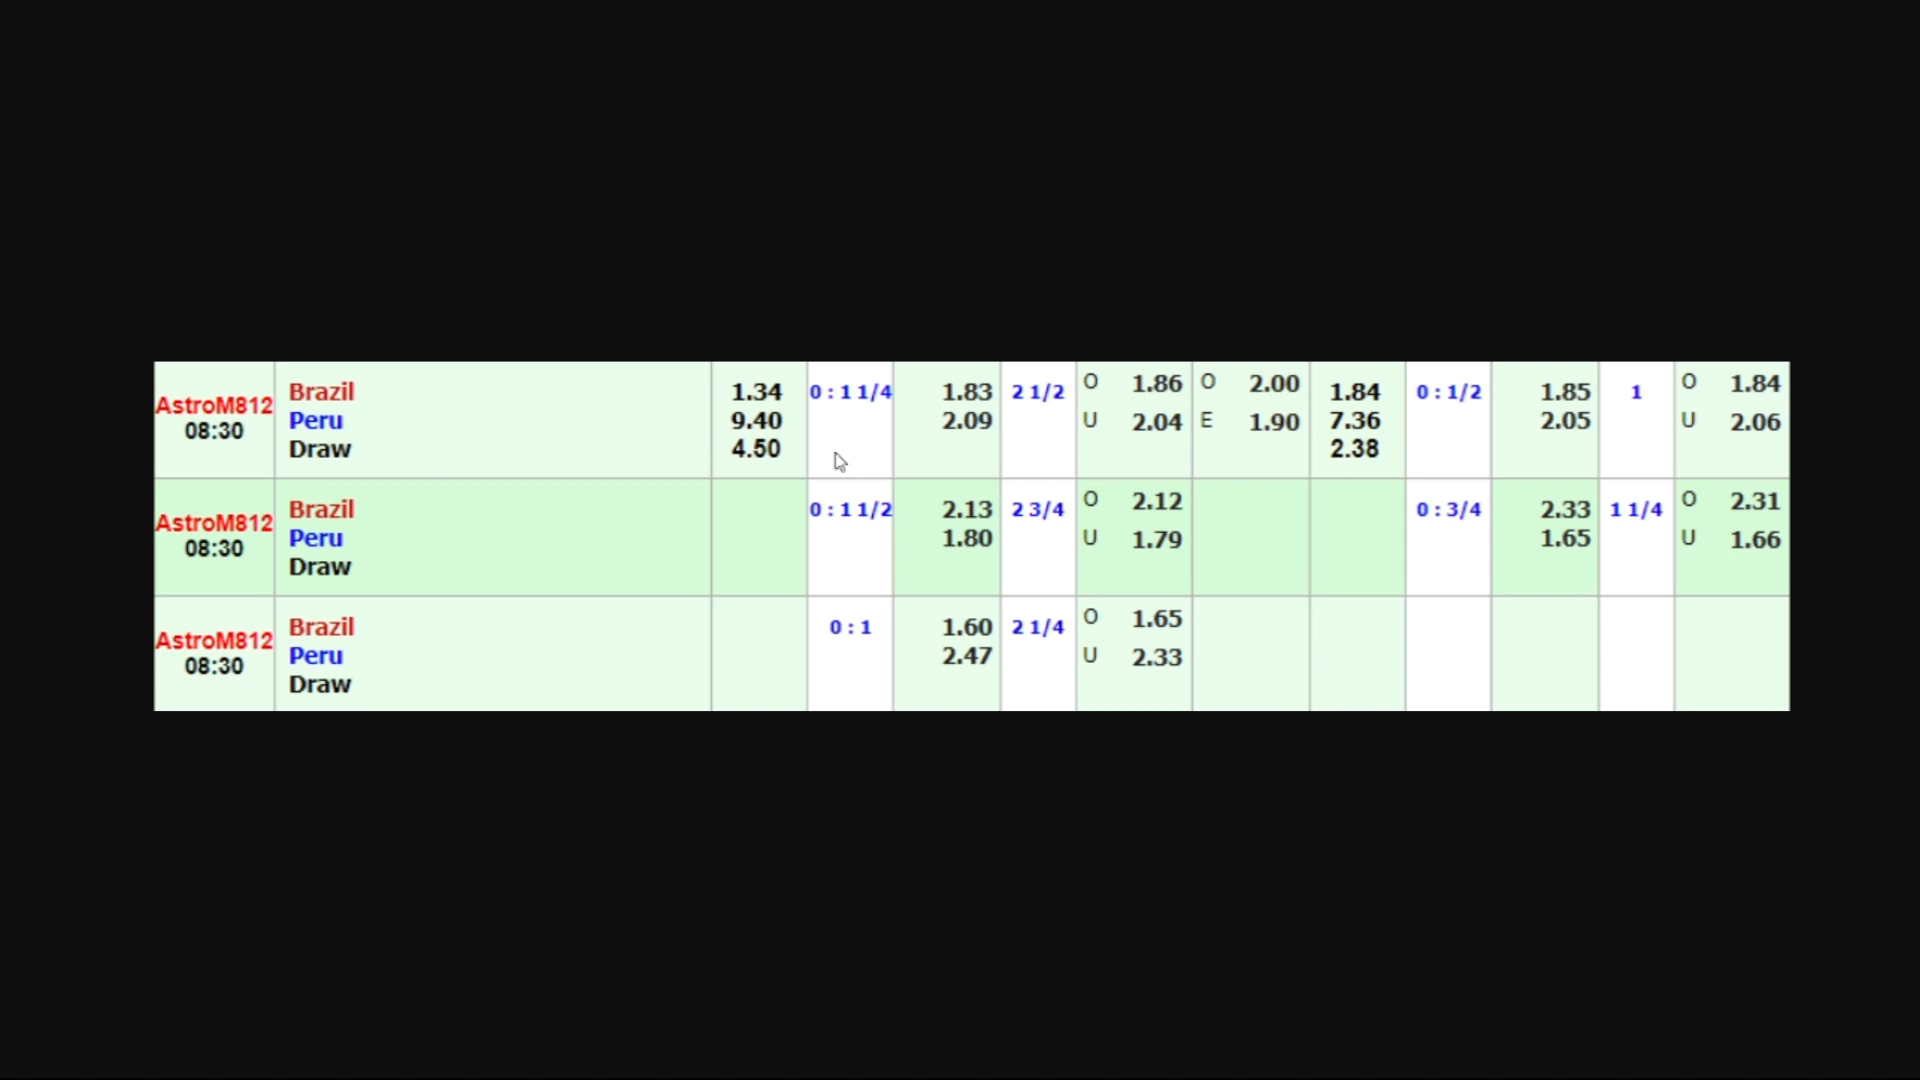 AstroM812 Brazil 1.34 0 : 1 1/4 1.83 2 1/2 O 1.86 O 2.00 1.84 0 : 1/2 1.85 1 O 1.84
08:30 Peru 9.40 2.09 U 2.04 E 1.90 7.36 2.05 U 2.06
Draw 4.50 2.38
AstroM812 Brazil 0 : 1 1/2 2.13 2 3/4 O 2.12 0 : 3/4 2.33 1 1/4 O 2.31
08:30 Peru 1.80 U 1.79 1.65 U 1.66
Draw
AstroM812 Brazil 0 : 1 1.60 2 1/4 O 1.65
08:30 Peru 2.47 U 2.33
Draw